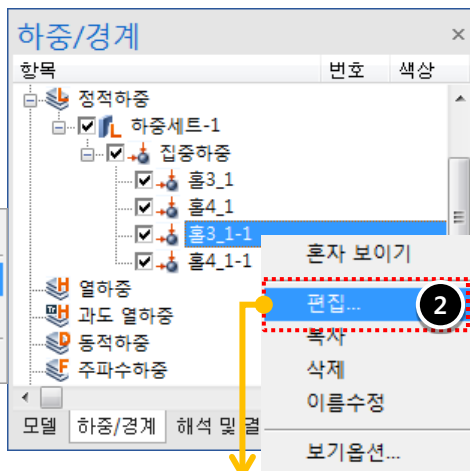 하중/경계
항목 번호 색상
정적하중
하중세트-1
집중하중
홀3_1
홀4_1
홀3_1-1
홀4_1-1
열하중
과도 열하중
동적하중
주파수하중
모델 하중/경계 해석 및 결
혼자 보이기
편집... 2
복사
삭제
이름수정
보기옵션...